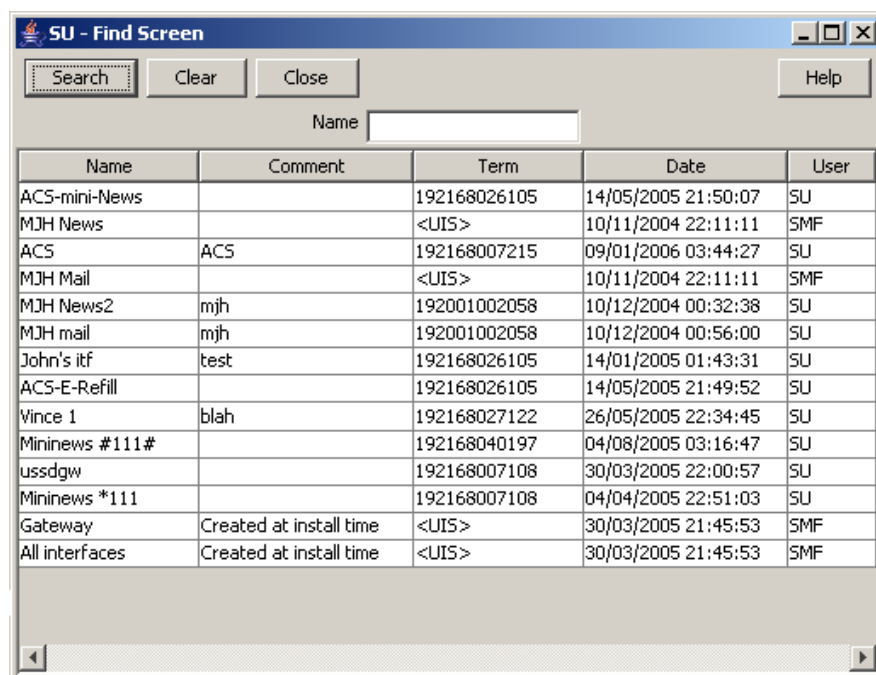 SU - Find Screen
Search Clear Close Help
Name
Name Comment Term Date User
ACS-mini-News 192168026105 14/05/2005 21:50:07 SU
MJH News <UIS> 10/11/2004 22:11:11 SMF
ACS ACS 192168007215 09/01/2006 03:44:27 SU
MJH Mail <UIS> 10/11/2004 22:11:11 SMF
MJH News2 mjh 192001002058 10/12/2004 00:32:38 SU
MJH mail mjh 192001002058 10/12/2004 00:56:00 SU
John's itf test 192168026105 14/01/2005 01:43:31 SU
ACS-E-Refill 192168026105 14/05/2005 21:49:52 SU
Vince 1 blah 192168027122 26/05/2005 22:34:45 SU
Mininews #111# 192168040197 04/08/2005 03:16:47 SU
ussdgw 192168007108 30/03/2005 22:00:57 SU
Mininews *111 192168007108 04/04/2005 22:51:03 SU
Gateway Created at install time <UIS> 30/03/2005 21:45:53 SMF
All interfaces Created at install time <UIS> 30/03/2005 21:45:53 SMF